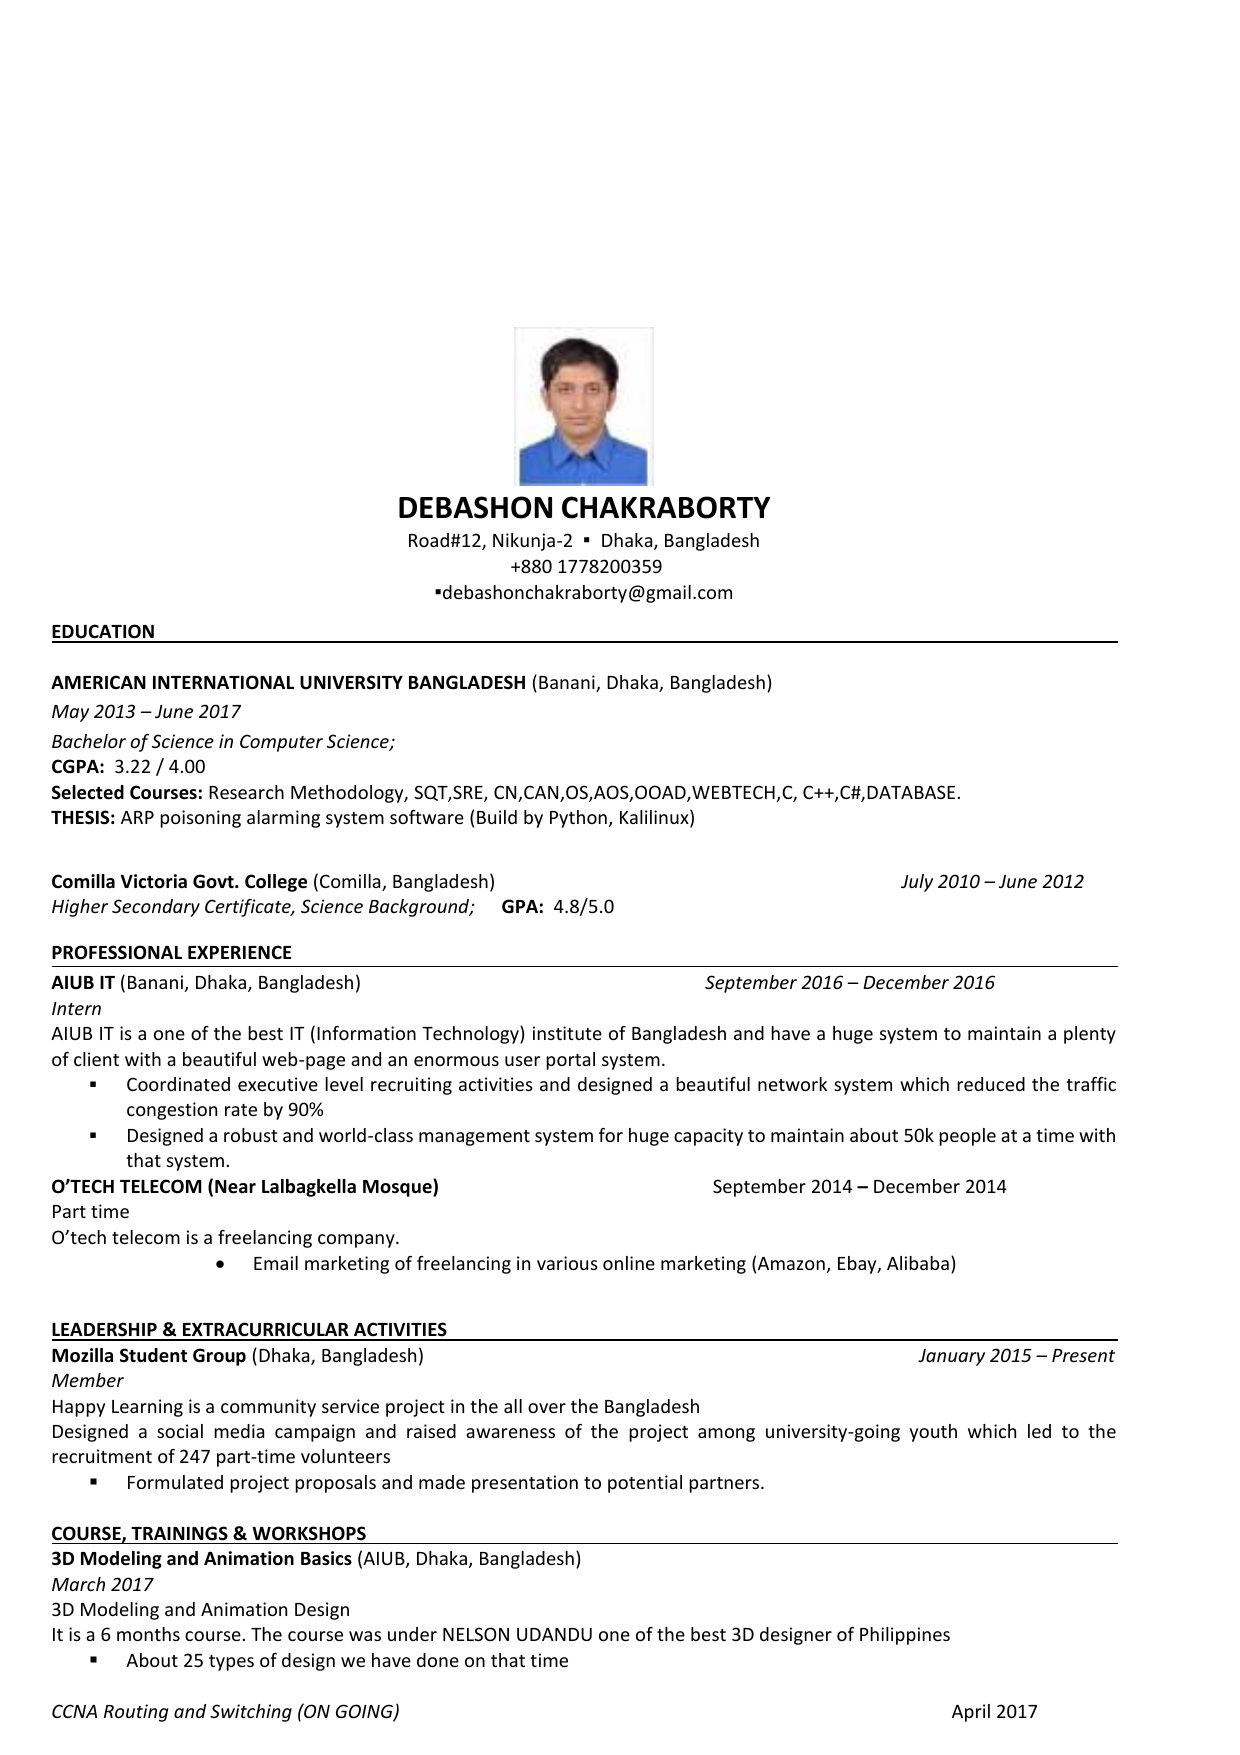 DEBASHON CHAKRABORTY
Road#12, Nikunja-2 ▪ Dhaka, Bangladesh
+880 1778200359
▪debashonchakraborty@gmail.com
EDUCATION
AMERICAN INTERNATIONAL UNIVERSITY BANGLADESH (Banani, Dhaka, Bangladesh)
May 2013 – June 2017
Bachelor of Science in Computer Science;
CGPA: 3.22 / 4.00
Selected Courses: Research Methodology, SQT,SRE, CN,CAN,OS,AOS,OOAD,WEBTECH,C, C++,C#,DATABASE.
THESIS: ARP poisoning alarming system software (Build by Python, Kalilinux)
Comilla Victoria Govt. College (Comilla, Bangladesh) July 2010 – June 2012
Higher Secondary Certificate, Science Background; GPA: 4.8/5.0
PROFESSIONAL EXPERIENCE
AIUB IT (Banani, Dhaka, Bangladesh) September 2016 – December 2016
Intern
AIUB IT is a one of the best IT (Information Technology) institute of Bangladesh and have a huge system to maintain a plenty
of client with a beautiful web-page and an enormous user portal system.
▪ Coordinated executive level recruiting activities and designed a beautiful network system which reduced the traffic
congestion rate by 90%
▪ Designed a robust and world-class management system for huge capacity to maintain about 50k people at a time with
that system.
O’TECH TELECOM (Near Lalbagkella Mosque) September 2014 – December 2014
Part time
O’tech telecom is a freelancing company.
• Email marketing of freelancing in various online marketing (Amazon, Ebay, Alibaba)
LEADERSHIP & EXTRACURRICULAR ACTIVITIES
Mozilla Student Group (Dhaka, Bangladesh) January 2015 – Present
Member
Happy Learning is a community service project in the all over the Bangladesh
Designed a social media campaign and raised awareness of the project among university-going youth which led to the
recruitment of 247 part-time volunteers
▪ Formulated project proposals and made presentation to potential partners.
COURSE, TRAININGS & WORKSHOPS
3D Modeling and Animation Basics (AIUB, Dhaka, Bangladesh)
March 2017
3D Modeling and Animation Design
It is a 6 months course. The course was under NELSON UDANDU one of the best 3D designer of Philippines
▪ About 25 types of design we have done on that time
CCNA Routing and Switching (ON GOING) April 2017